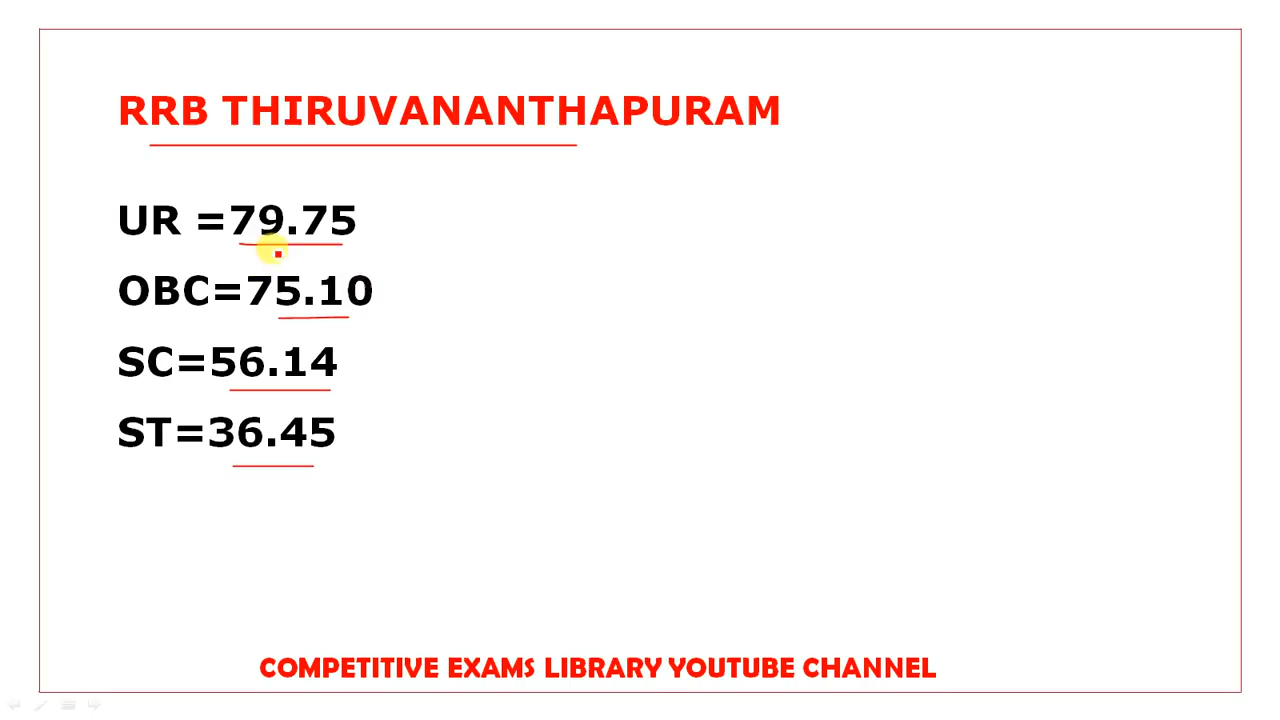 RRB THIRUVANANTHAPURAM
UR =79.75
OBC=75.10
SC=56.14
ST=36.45
COMPETITIVE EXAMS LIBRARY YOUTUBE CHANNEL